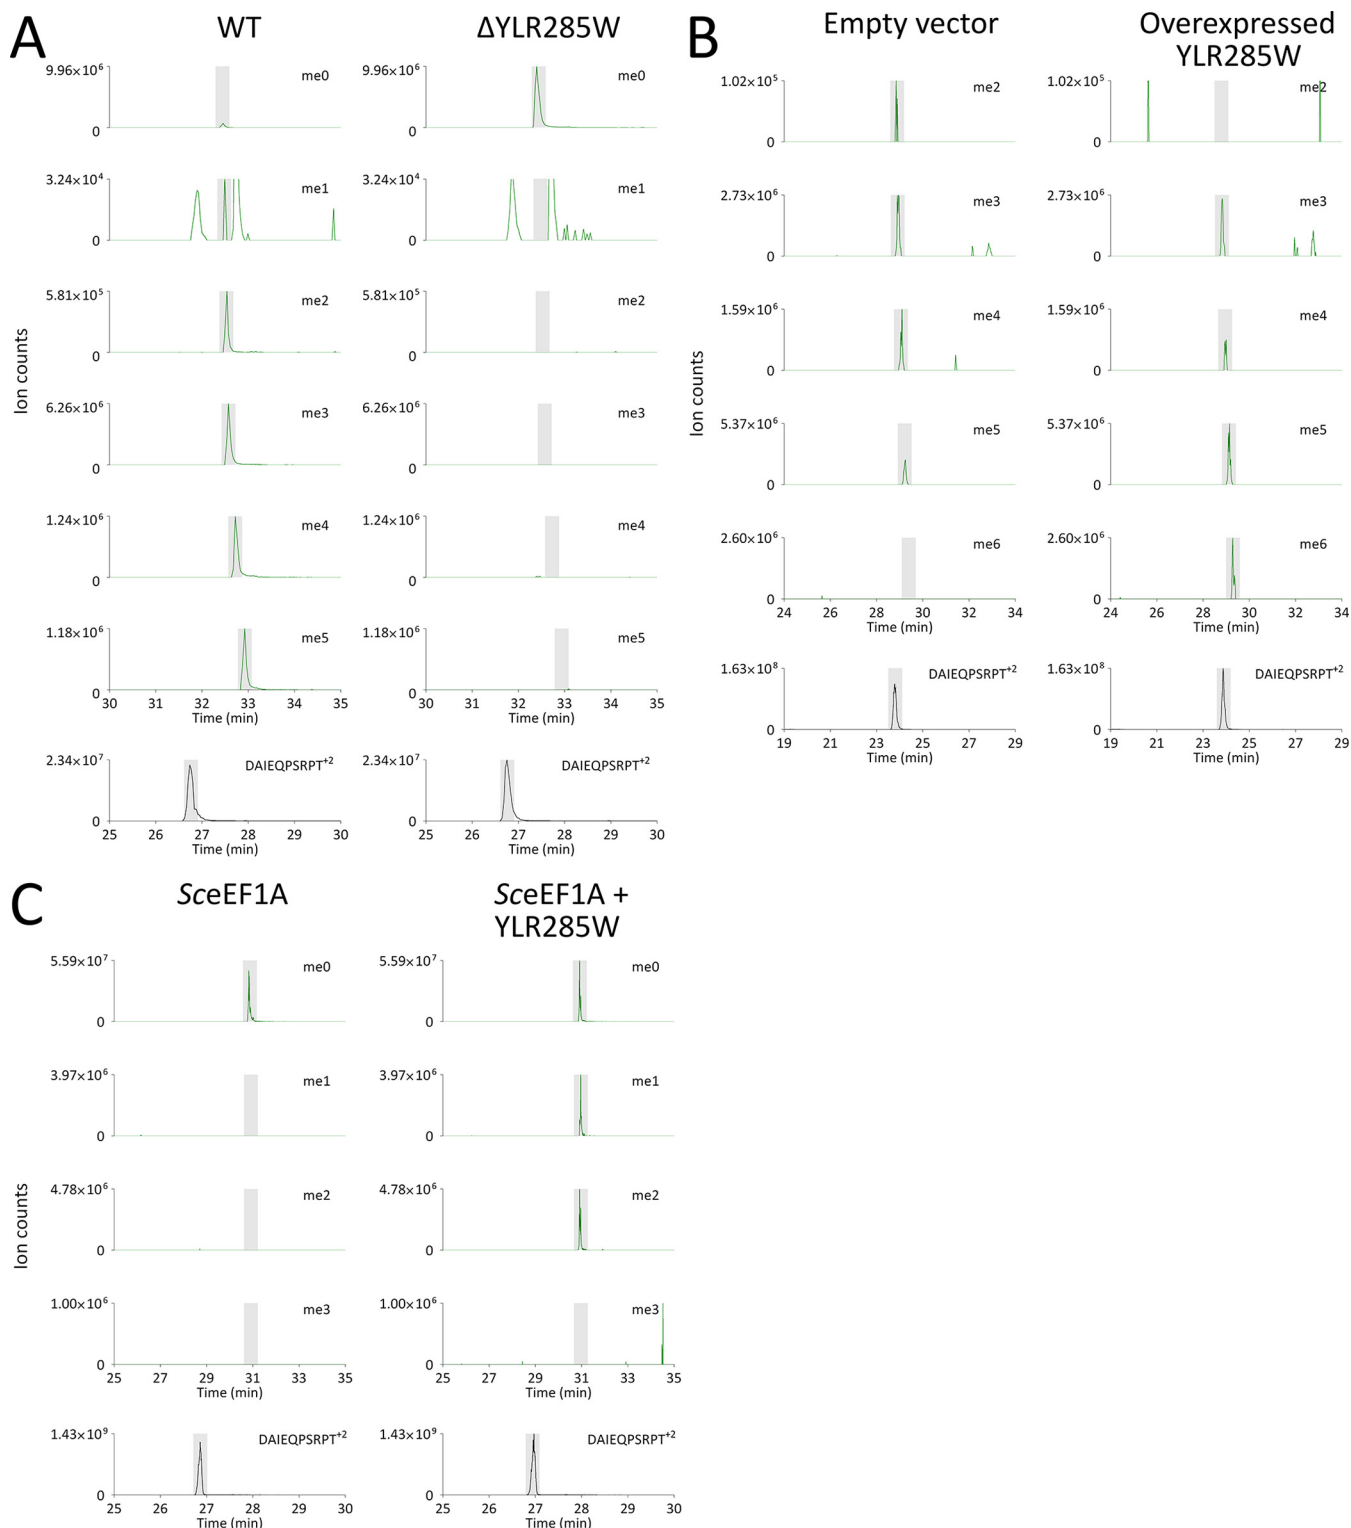 A
WT
ΔYLR285W
9.96×10⁶
me0
0
9.96×10⁶
me0
0
3.24×10⁴
me1
0
3.24×10⁴
me1
0
5.81×10⁵
me2
0
5.81×10⁵
me2
0
Ion counts
6.26×10⁶
me3
0
6.26×10⁶
me3
0
1.24×10⁶
me4
0
1.24×10⁶
me4
0
1.18×10⁶
me5
0
1.18×10⁶
me5
0
30 31 32 33 34 35
Time (min)
30 31 32 33 34 35
Time (min)
2.34×10⁷
DAIEQPSRPT⁺²
0
2.34×10⁷
DAIEQPSRPT⁺²
0
25 26 27 28 29 30
Time (min)
25 26 27 28 29 30
Time (min)
B
Empty vector
Overexpressed
YLR285W
1.02×10⁵
me2
0
1.02×10⁵
me2
0
2.73×10⁶
me3
0
2.73×10⁶
me3
0
Ion counts
1.59×10⁶
me4
0
1.59×10⁶
me4
0
5.37×10⁶
me5
0
5.37×10⁶
me5
0
2.60×10⁶
me6
0
2.60×10⁶
me6
0
24 26 28 30 32 34
Time (min)
24 26 28 30 32 34
Time (min)
1.63×10⁸
DAIEQPSRPT⁺²
0
1.63×10⁸
DAIEQPSRPT⁺²
0
19 21 23 25 27 29
Time (min)
19 21 23 25 27 29
Time (min)
C
SceEF1A
SceEF1A +
YLR285W
5.59×10⁷
me0
0
5.59×10⁷
me0
0
3.97×10⁶
me1
0
3.97×10⁶
me1
0
Ion counts
4.78×10⁶
me2
0
4.78×10⁶
me2
0
1.00×10⁶
me3
0
1.00×10⁶
me3
0
25 27 29 31 33 35
Time (min)
25 27 29 31 33 35
Time (min)
1.43×10⁹
DAIEQPSRPT⁺²
0
1.43×10⁹
DAIEQPSRPT⁺²
0
25 26 27 28 29 30
Time (min)
25 26 27 28 29 30
Time (min)